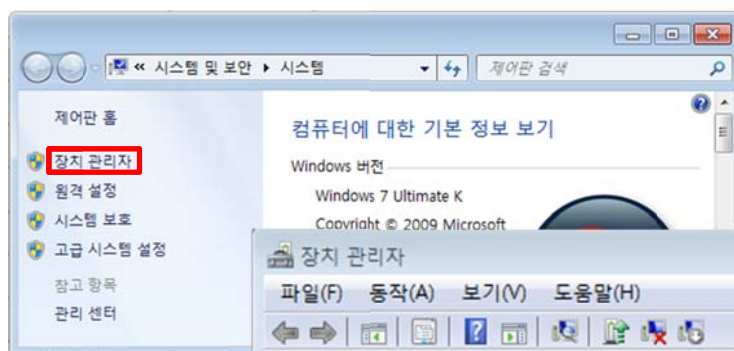 « 시스템 및 보안 ▸ 시스템
제어판 검색
제어판 홈
장치 관리자
원격 설정
시스템 보호
고급 시스템 설정
참고 항목
관리 센터
컴퓨터에 대한 기본 정보 보기
Windows 버전
Windows 7 Ultimate K
Copyright © 2009 Microsoft
장치 관리자
파일(F) 동작(A) 보기(V) 도움말(H)